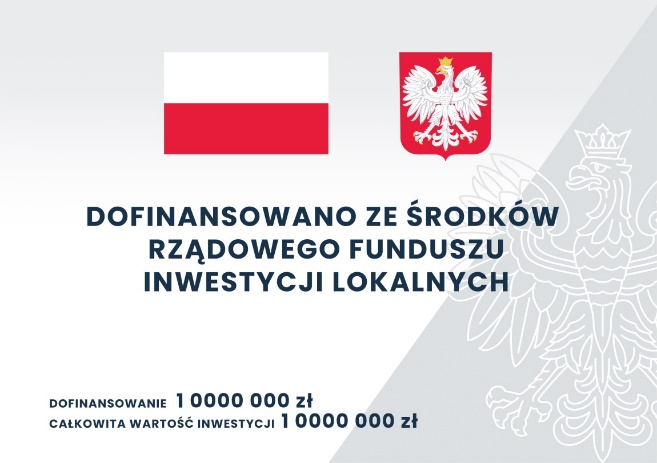 DOFINANSOWANO ZE ŚRODKÓW
RZĄDOWEGO FUNDUSZU
INWESTYCJI LOKALNYCH
DOFINANSOWANIE 1 0000 000 zł
CAŁKOWITA WARTOŚĆ INWESTYCJI 1 0000 000 zł